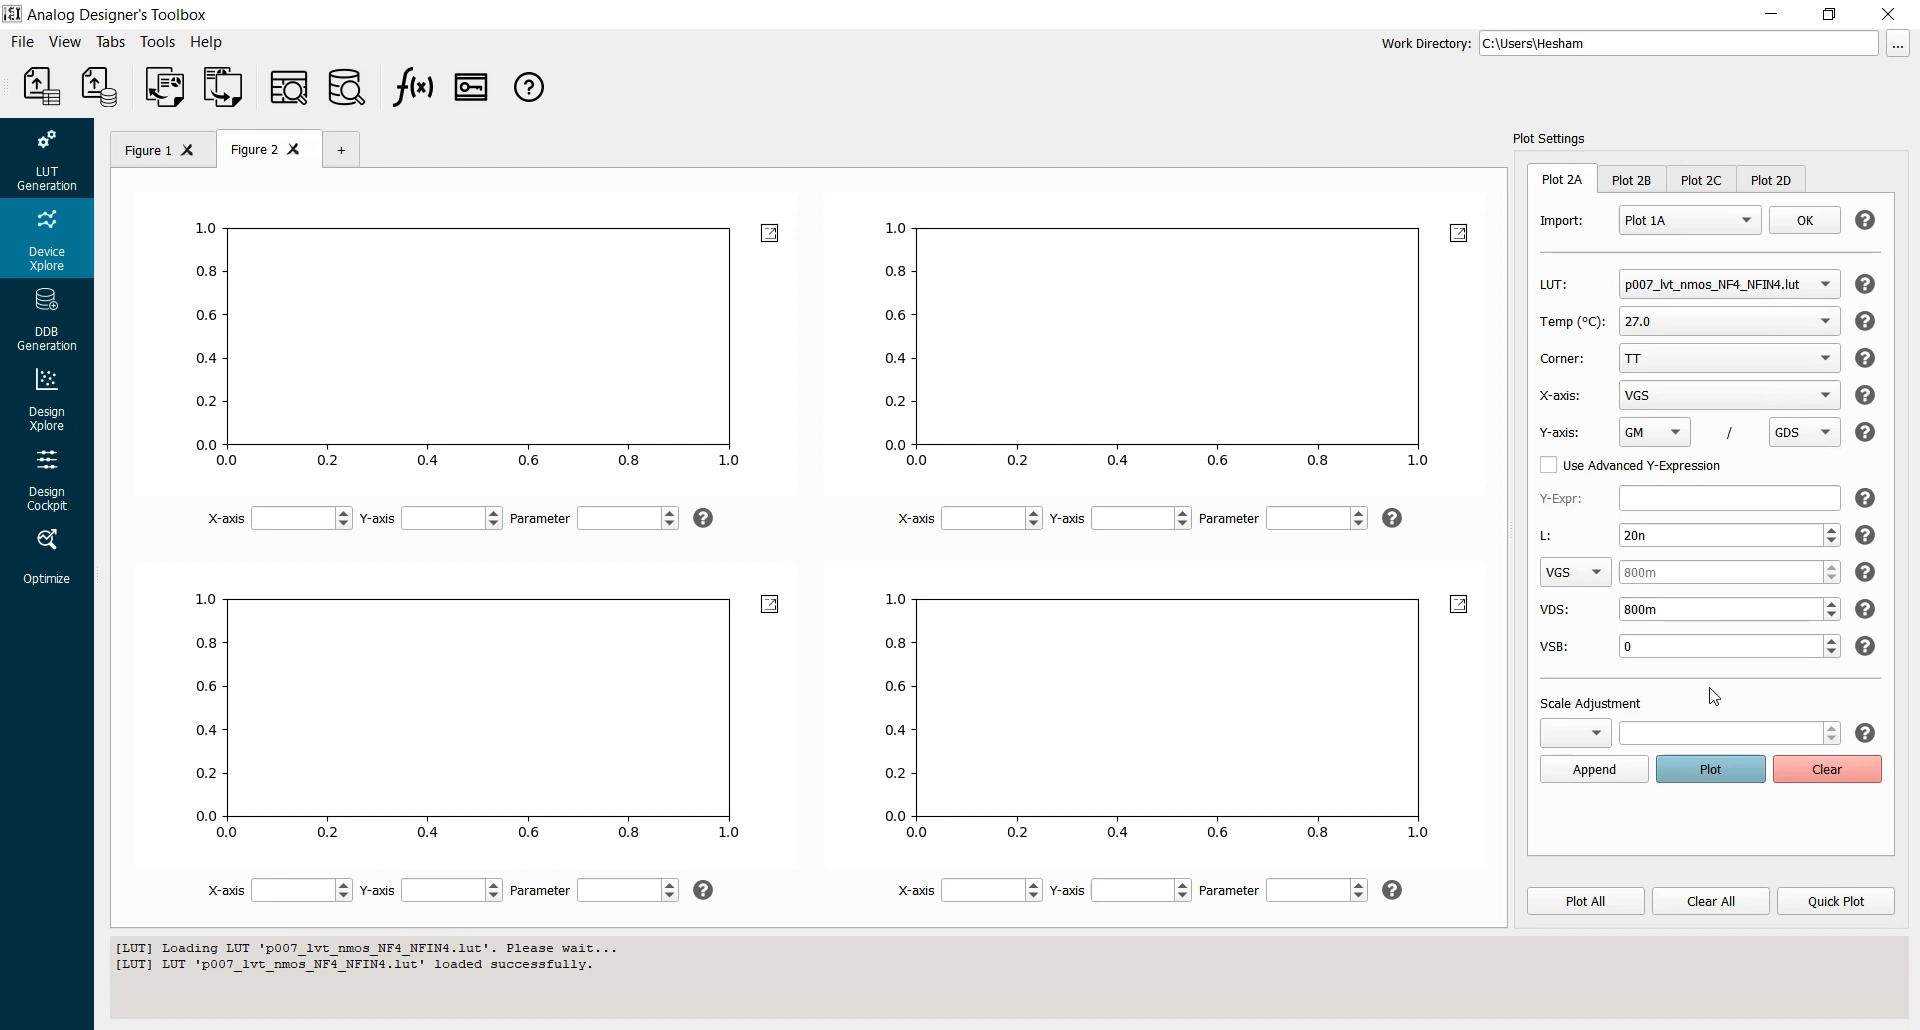 Analog Designer's Toolbox
File View Tabs Tools Help
Work Directory: C:\Users\Hesham ...
f(x) ?
LUT
Generation
Device
Xplore
DDB
Generation
Design
Xplore
Design
Cockpit
Optimize
Figure 1 X Figure 2 X +
1.0
0.8
0.6
0.4
0.2
0.0
0.0 0.2 0.4 0.6 0.8 1.0
X-axis Y-axis Parameter ?
1.0
0.8
0.6
0.4
0.2
0.0
0.0 0.2 0.4 0.6 0.8 1.0
X-axis Y-axis Parameter ?
1.0
0.8
0.6
0.4
0.2
0.0
0.0 0.2 0.4 0.6 0.8 1.0
X-axis Y-axis Parameter ?
1.0
0.8
0.6
0.4
0.2
0.0
0.0 0.2 0.4 0.6 0.8 1.0
X-axis Y-axis Parameter ?
Plot Settings
Plot 2A Plot 2B Plot 2C Plot 2D
Import: Plot 1A OK ?
LUT: p007_lvt_nmos_NF4_NFIN4.lut ?
Temp (°C): 27.0 ?
Corner: TT ?
X-axis: VGS ?
Y-axis: GM / GDS ?
Use Advanced Y-Expression
Y-Expr: ?
L: 20n ?
VGS 800m ?
VDS: 800m ?
VSB: 0 ?
Scale Adjustment
?
Append Plot Clear
Plot All Clear All Quick Plot
[LUT] Loading LUT 'p007_lvt_nmos_NF4_NFIN4.lut'. Please wait...
[LUT] LUT 'p007_lvt_nmos_NF4_NFIN4.lut' loaded successfully.